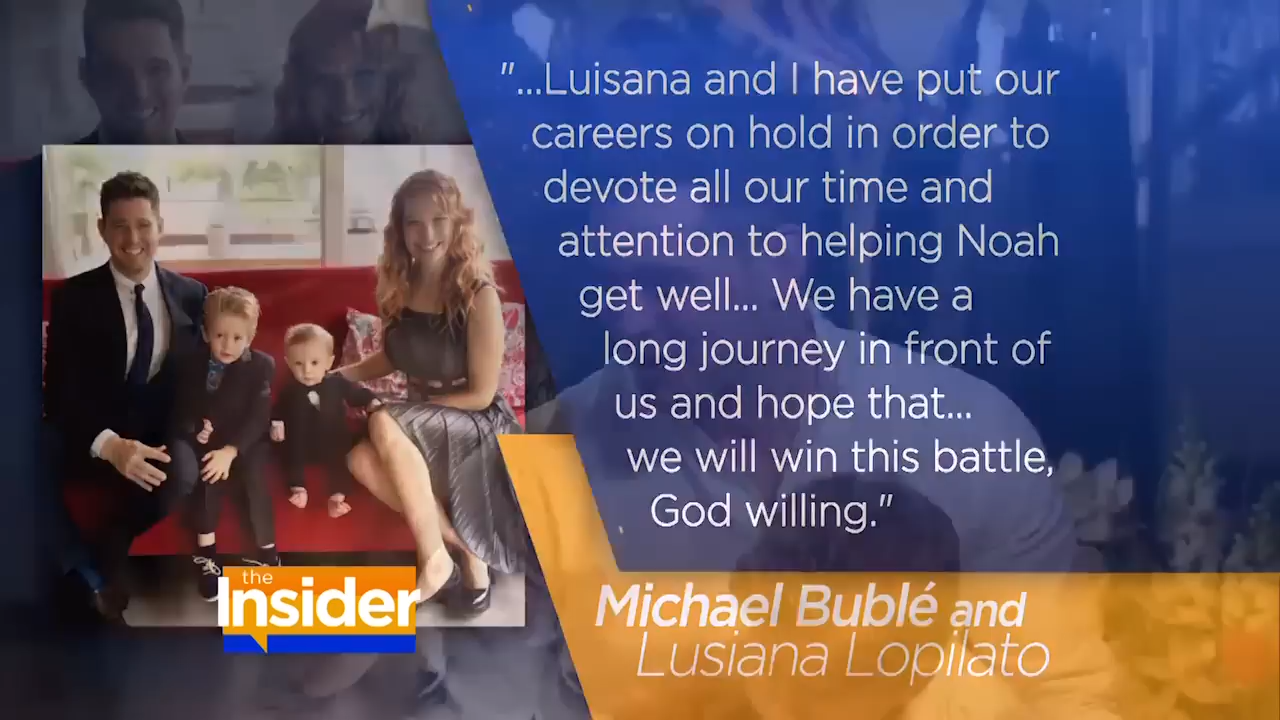 "...Luisana and I have put our
careers on hold in order to
devote all our time and
attention to helping Noah
get well... We have a
long journey in front of
us and hope that...
we will win this battle,
God willing."
Michael Bublé and
Lusiana Lopilato
the
Insider